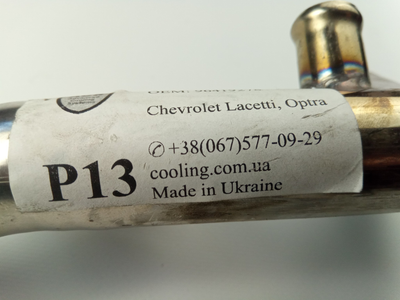 Chevrolet Lacetti, Optra
✆+38(067)577-09-29
P13
cooling.com.ua
Made in Ukraine